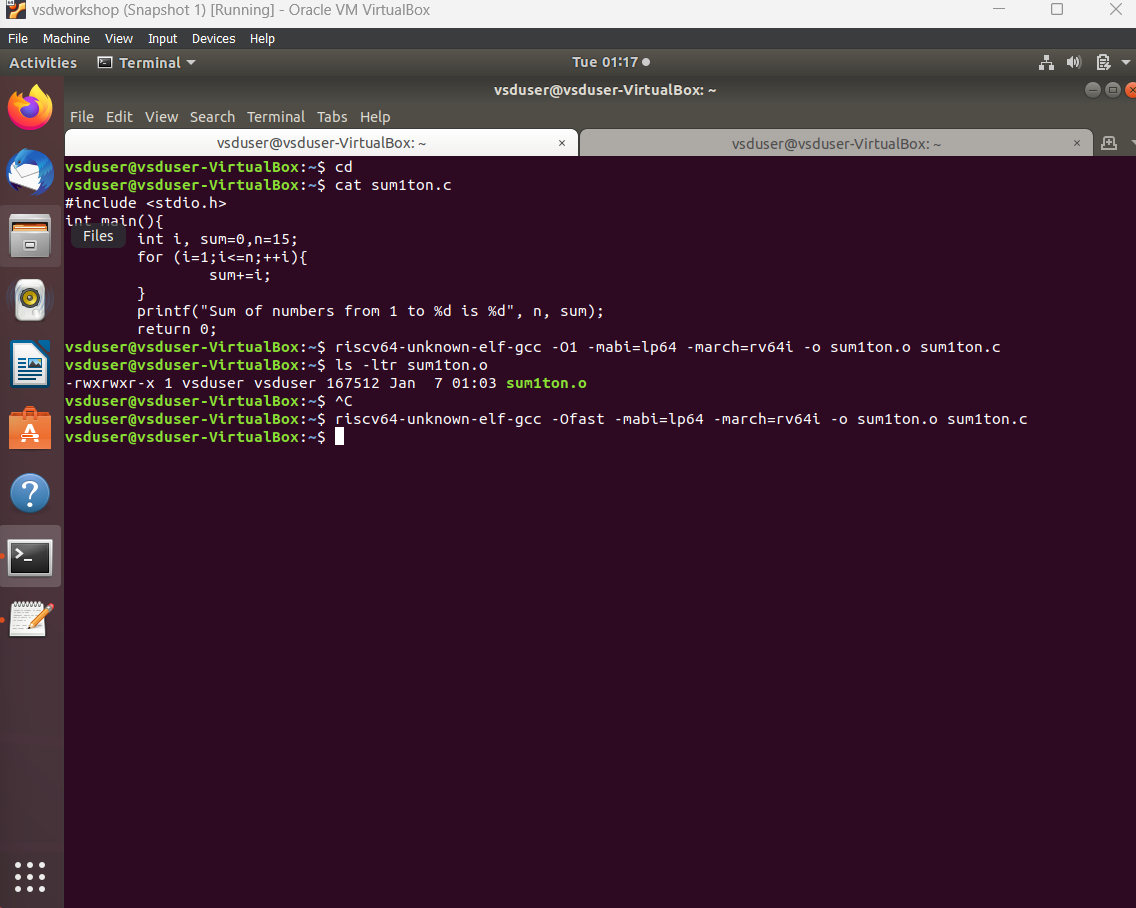 vsdworkshop (Snapshot 1) [Running] - Oracle VM VirtualBox
File Machine View Input Devices Help
Activities Terminal Tue 01:17
vsduser@vsduser-VirtualBox: ~
File Edit View Search Terminal Tabs Help
vsduser@vsduser-VirtualBox: ~ × vsduser@vsduser-VirtualBox: ~ ×
vsduser@vsduser-VirtualBox:~$ cd
vsduser@vsduser-VirtualBox:~$ cat sum1ton.c
#include <stdio.h>
int main(){
Files
int i, sum=0,n=15;
for (i=1;i<=n;++i){
sum+=i;
}
printf("Sum of numbers from 1 to %d is %d", n, sum);
return 0;
vsduser@vsduser-VirtualBox:~$ riscv64-unknown-elf-gcc -O1 -mabi=lp64 -march=rv64i -o sum1ton.o sum1ton.c
vsduser@vsduser-VirtualBox:~$ ls -ltr sum1ton.o
-rwxrwxr-x 1 vsduser vsduser 167512 Jan  7 01:03 sum1ton.o
vsduser@vsduser-VirtualBox:~$ ^C
vsduser@vsduser-VirtualBox:~$ riscv64-unknown-elf-gcc -Ofast -mabi=lp64 -march=rv64i -o sum1ton.o sum1ton.c
vsduser@vsduser-VirtualBox:~$